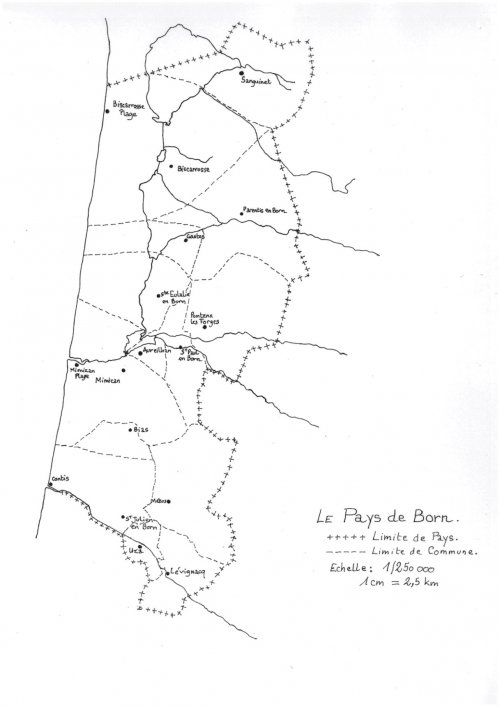 Sanguinet
Biscarrosse
Plage
Biscarrosse
Parentis en Born
Gastes
Ste Eulalie
en Born
Pontenx
les Forges
Aureilhan
St Paul
en Born
Mimizan
Plage
Mimizan
Bias
Contis
Mézos
St Julien
en Born
Uza
Lévignacq
LE Pays de Born.
+++++ Limite de Pays.
----- Limite de Commune.
Echelle: 1/250 000
1 cm = 2,5 km